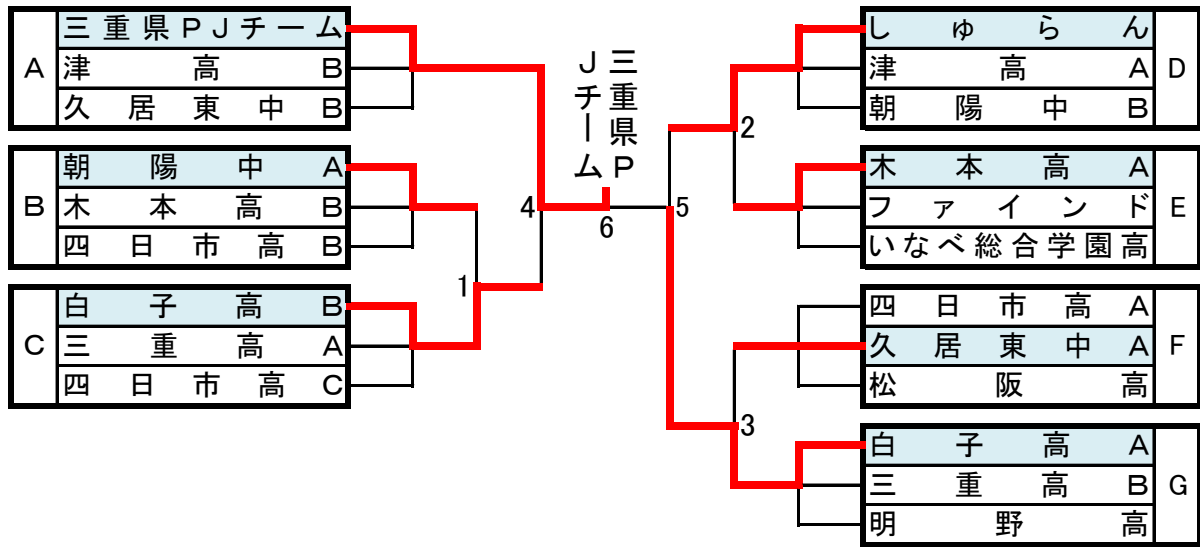 A
三重県PJチーム
津高B
久居東中B
B
朝陽中A
木本高B
四日市高B
C
白子高B
三重高A
四日市高C
1
4
三重県P
Jチーム
6
5
2
3
しゅらん
津高A
朝陽中B
D
木本高A
ファインド
いなべ総合学園高
E
四日市高A
久居東中A
松阪高
F
白子高A
三重高B
明野高
G